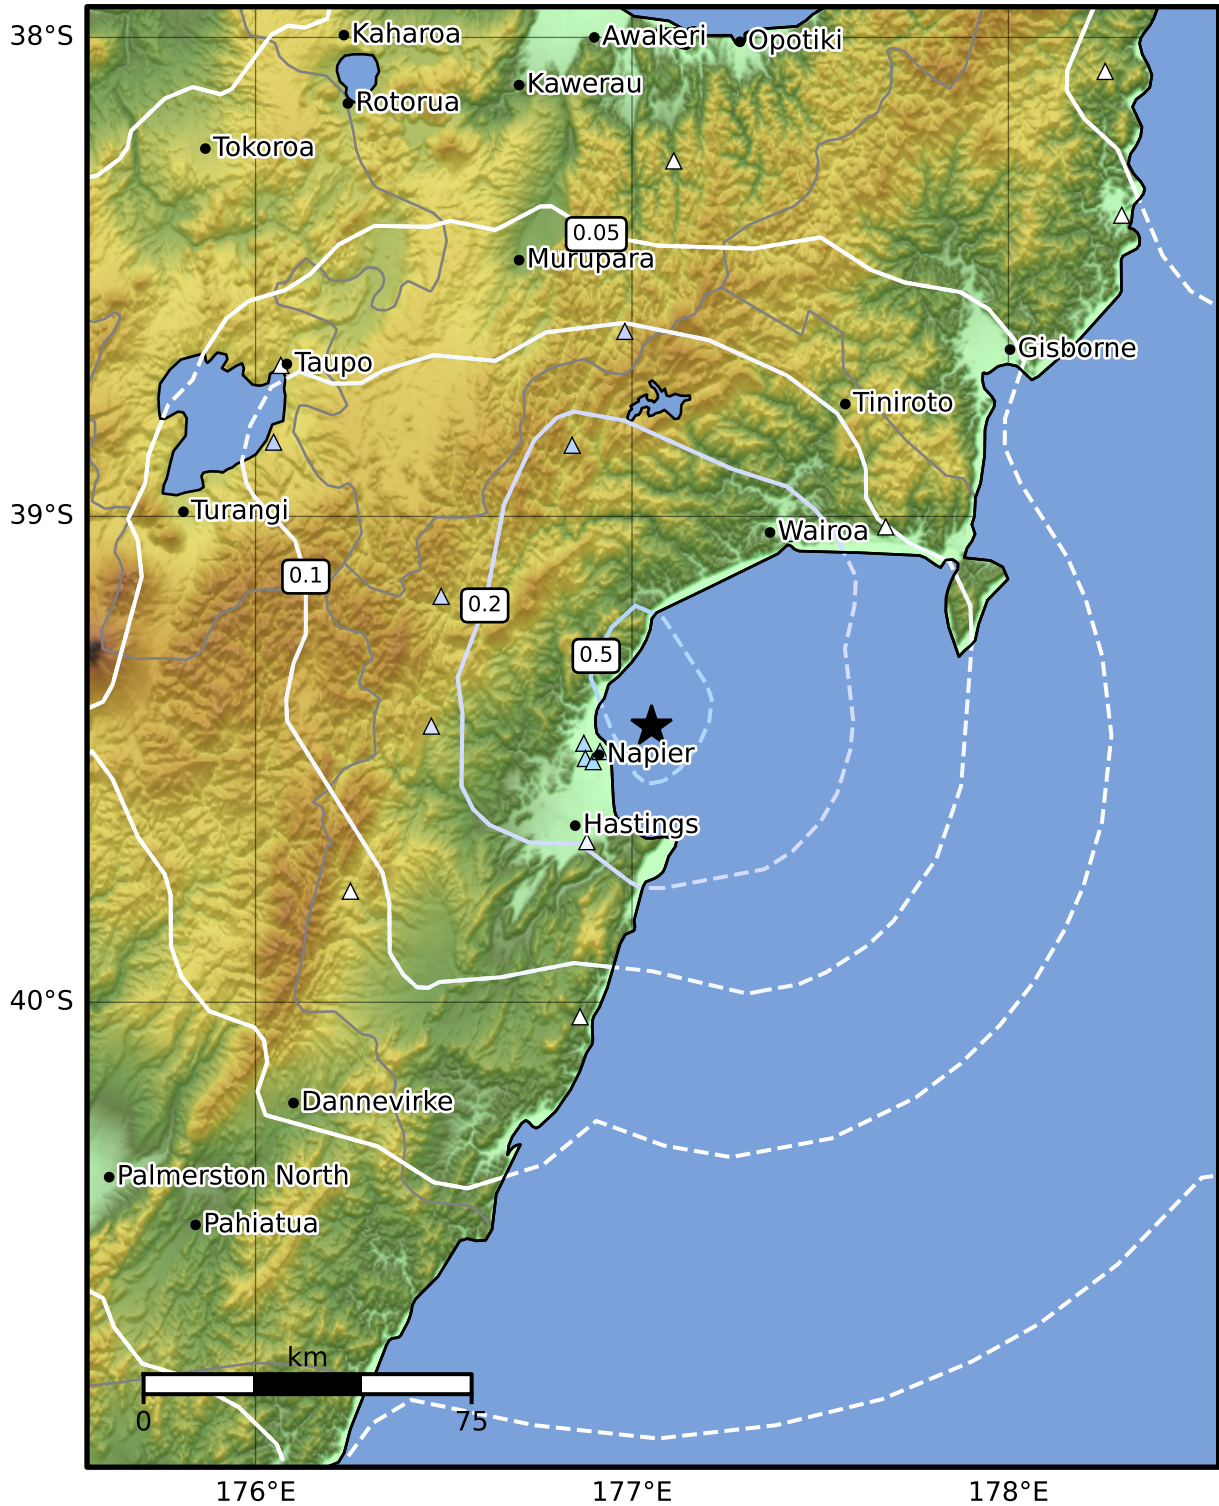 38°S
Kaharoa
Awakeri
Opotiki
Kawerau
Rotorua
Tokoroa
0.05
Murupara
Gisborne
Taupo
Tiniroto
39°S
Turangi
Wairoa
0.1
0.2
0.5
Napier
Hastings
40°S
Dannevirke
Palmerston North
Pahiatua
km
0
75
176°E
177°E
178°E